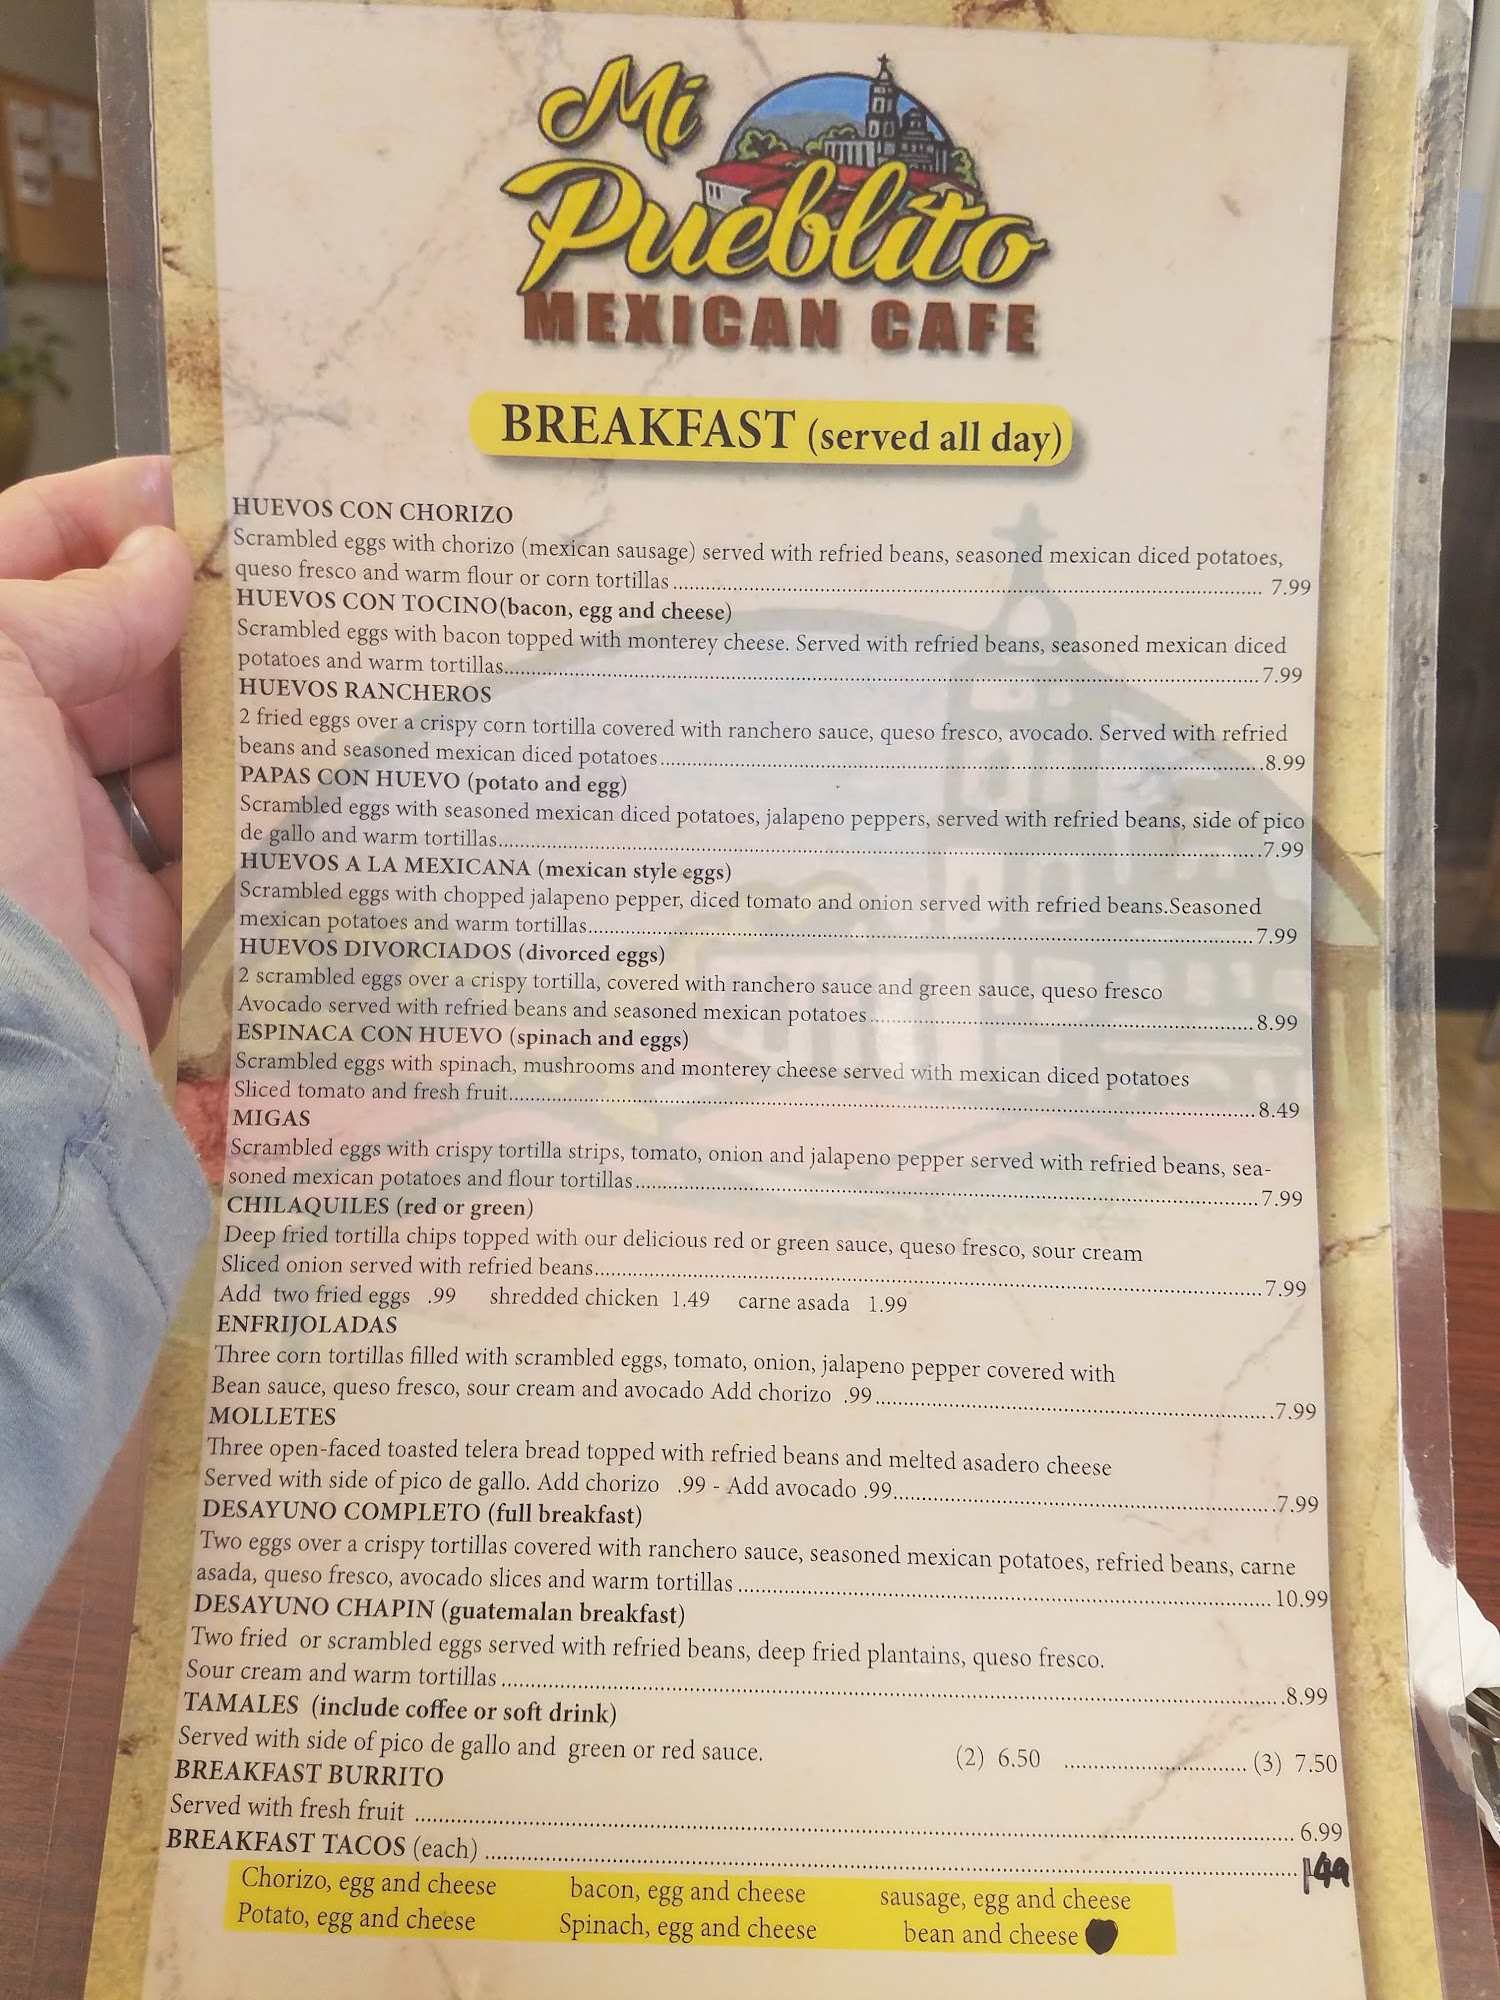 Mi
Pueblito
MEXICAN CAFE
BREAKFAST (served all day)
HUEVOS CON CHORIZO
Scrambled eggs with chorizo (mexican sausage) served with refried beans, seasoned mexican diced potatoes,
queso fresco and warm flour or corn tortillas 7.99
HUEVOS CON TOCINO(bacon, egg and cheese)
Scrambled eggs with bacon topped with monterey cheese. Served with refried beans, seasoned mexican diced
potatoes and warm tortillas 7.99
HUEVOS RANCHEROS
2 fried eggs over a crispy corn tortilla covered with ranchero sauce, queso fresco, avocado. Served with refried
beans and seasoned mexican diced potatoes 8.99
PAPAS CON HUEVO (potato and egg)
Scrambled eggs with seasoned mexican diced potatoes, jalapeno peppers, served with refried beans, side of pico
de gallo and warm tortillas 7.99
HUEVOS A LA MEXICANA (mexican style eggs)
Scrambled eggs with chopped jalapeno pepper, diced tomato and onion served with refried beans.Seasoned
mexican potatoes and warm tortillas 7.99
HUEVOS DIVORCIADOS (divorced eggs)
2 scrambled eggs over a crispy tortilla, covered with ranchero sauce and green sauce, queso fresco
Avocado served with refried beans and seasoned mexican potatoes 8.99
ESPINACA CON HUEVO (spinach and eggs)
Scrambled eggs with spinach, mushrooms and monterey cheese served with mexican diced potatoes
Sliced tomato and fresh fruit 8.49
MIGAS
Scrambled eggs with crispy tortilla strips, tomato, onion and jalapeno pepper served with refried beans, sea-
soned mexican potatoes and flour tortillas 7.99
CHILAQUILES (red or green)
Deep fried tortilla chips topped with our delicious red or green sauce, queso fresco, sour cream
Sliced onion served with refried beans 7.99
Add two fried eggs .99 shredded chicken 1.49 carne asada 1.99
ENFRIJOLADAS
Three corn tortillas filled with scrambled eggs, tomato, onion, jalapeno pepper covered with
Bean sauce, queso fresco, sour cream and avocado Add chorizo .99 7.99
MOLLETES
Three open-faced toasted telera bread topped with refried beans and melted asadero cheese
Served with side of pico de gallo. Add chorizo .99 - Add avocado .99 7.99
DESAYUNO COMPLETO (full breakfast)
Two eggs over a crispy tortillas covered with ranchero sauce, seasoned mexican potatoes, refried beans, carne
asada, queso fresco, avocado slices and warm tortillas 10.99
DESAYUNO CHAPIN (guatemalan breakfast)
Two fried or scrambled eggs served with refried beans, deep fried plantains, queso fresco.
Sour cream and warm tortillas 8.99
TAMALES (include coffee or soft drink)
Served with side of pico de gallo and green or red sauce. (2) 6.50 (3) 7.50
BREAKFAST BURRITO
Served with fresh fruit 6.99
BREAKFAST TACOS (each) 1.49
Chorizo, egg and cheese bacon, egg and cheese sausage, egg and cheese
Potato, egg and cheese Spinach, egg and cheese bean and cheese